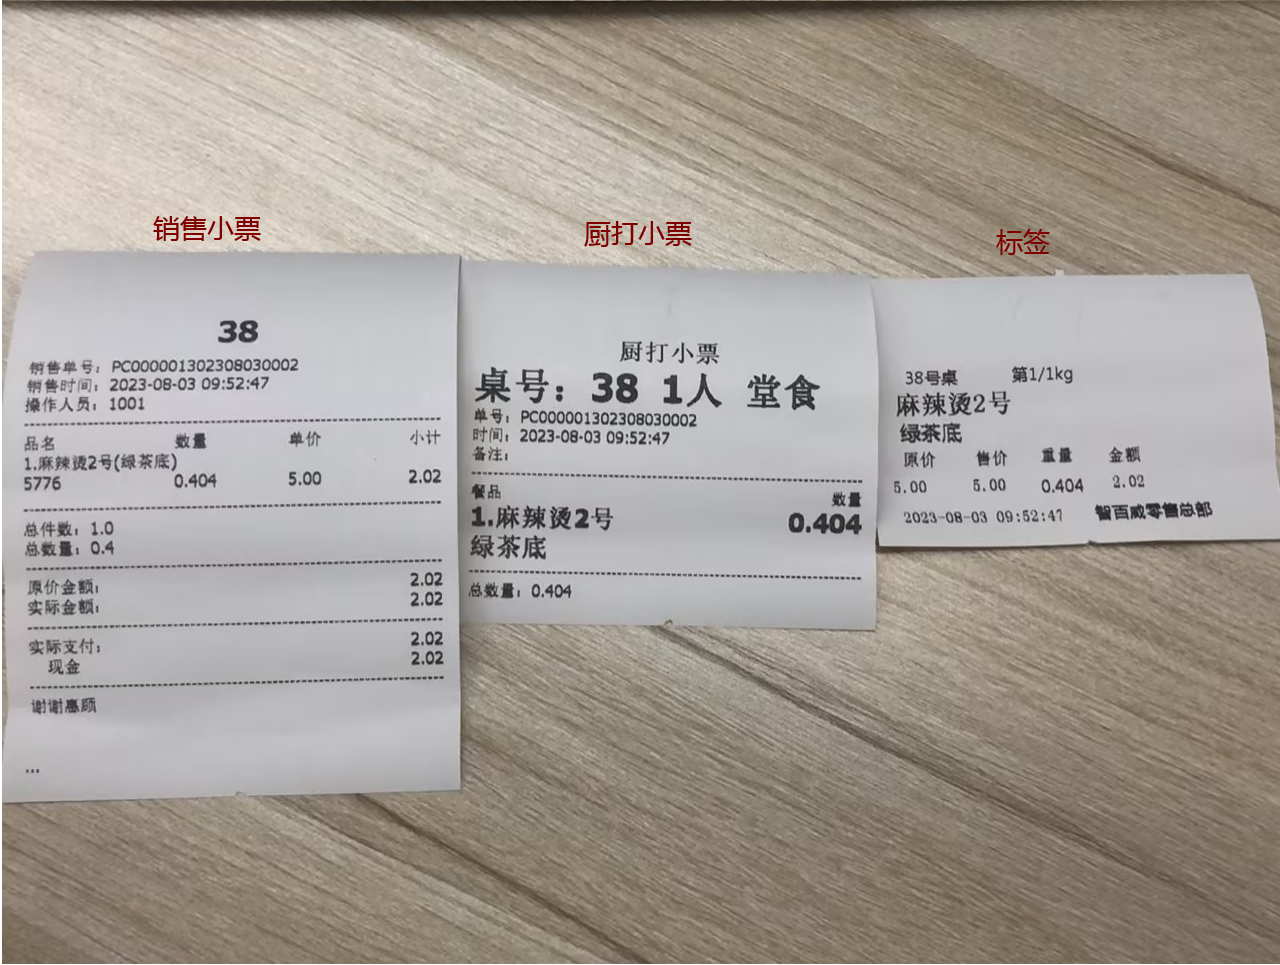 销售小票
38
销售单号：PC000001302308030002
销售时间：2023-08-03 09:52:47
操作人员：1001
品名 数量 单价 小计
1.麻辣烫2号(绿茶底)
5776 0.404 5.00 2.02
总件数：1.0
总数量：0.4
原价金额： 2.02
实际金额： 2.02
实际支付： 2.02
现金 2.02
谢谢惠顾
...
厨打小票
厨打小票
桌号：38 1人 堂食
单号：PC000001302308030002
时间：2023-08-03 09:52:47
备注：
餐品 数量
1.麻辣烫2号 0.404
绿茶底
总数量：0.404
标签
38号桌 第1/1kg
麻辣烫2号
绿茶底
原价 售价 重量 金额
5.00 5.00 0.404 2.02
2023-08-03 09:52:47 智百威零售总部